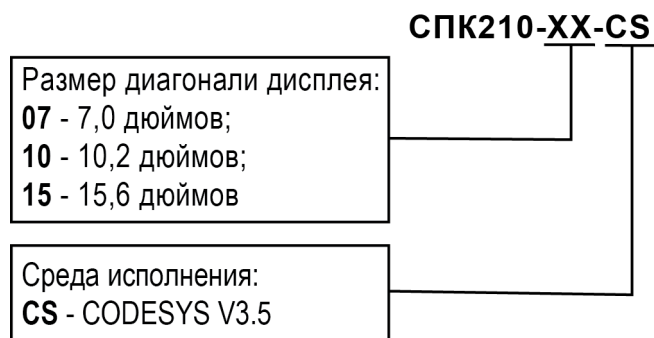 СПК210-XX-CS
Размер диагонали дисплея:
07 - 7,0 дюймов;
10 - 10,2 дюймов;
15 - 15,6 дюймов
Среда исполнения:
CS - CODESYS V3.5